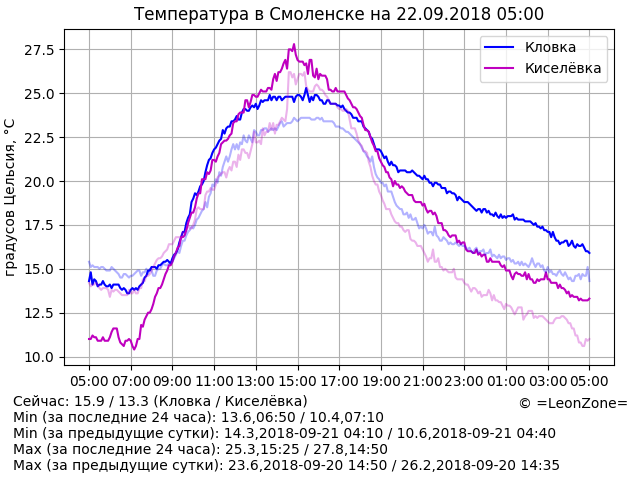 Температура в Смоленске на 22.09.2018 05:00
Кловка
Киселёвка
градусов Цельсия, °C
27.5
25.0
22.5
20.0
17.5
15.0
12.5
10.0
05:00 07:00 09:00 11:00 13:00 15:00 17:00 19:00 21:00 23:00 01:00 03:00 05:00
© =LeonZone=
Сейчас: 15.9 / 13.3 (Кловка / Киселёвка)
Min (за последние 24 часа): 13.6,06:50 / 10.4,07:10
Min (за предыдущие сутки): 14.3,2018-09-21 04:10 / 10.6,2018-09-21 04:40
Max (за последние 24 часа): 25.3,15:25 / 27.8,14:50
Max (за предыдущие сутки): 23.6,2018-09-20 14:50 / 26.2,2018-09-20 14:35